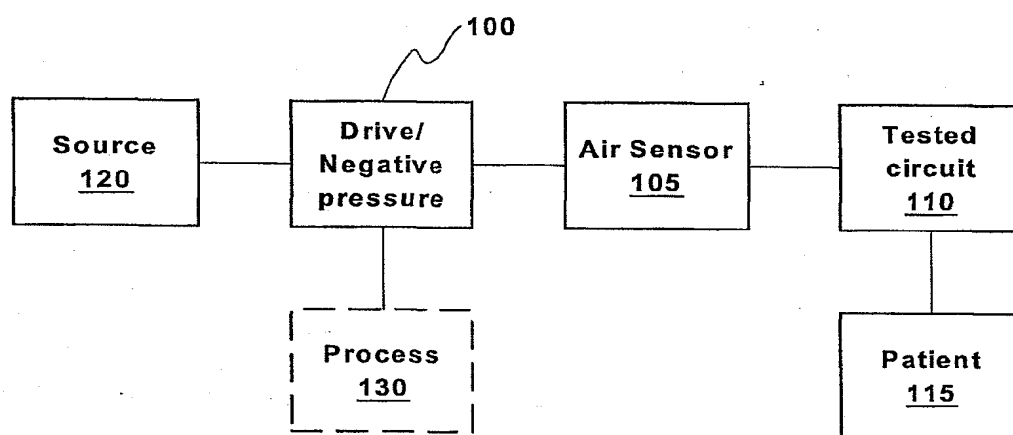 100
Source
120
Drive/
Negative
pressure
Air Sensor
105
Tested
circuit
110
Process
130
Patient
115